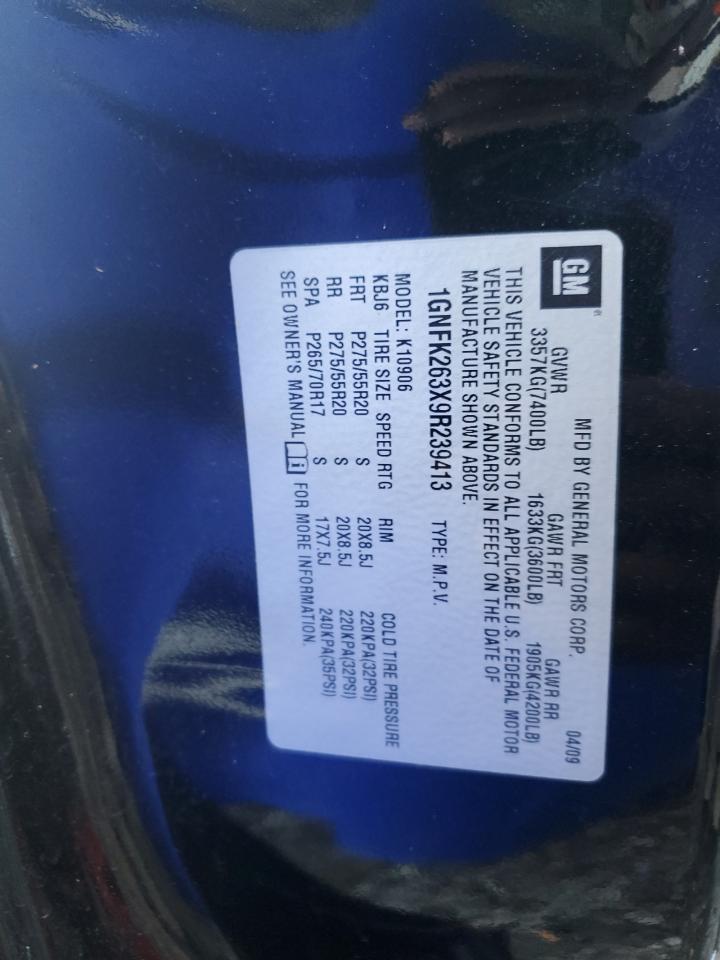 GM®
MFD BY GENERAL MOTORS CORP. 04/09
GVWR GAWR FRT GAWR RR
3357KG(7400LB) 1633KG(3600LB) 1905KG(4200LB)
THIS VEHICLE CONFORMS TO ALL APPLICABLE U.S. FEDERAL MOTOR
VEHICLE SAFETY STANDARDS IN EFFECT ON THE DATE OF
MANUFACTURE SHOWN ABOVE.
1GNFK263X9R239413 TYPE: M.P.V.
MODEL: K10906
KBJ6 TIRE SIZE SPEED RTG RIM COLD TIRE PRESSURE
FRT P275/55R20 S 20X8.5J 220KPA(32PSI)
RR P275/55R20 S 20X8.5J 220KPA(32PSI)
SPA P265/70R17 S 17X7.5J 240KPA(35PSI)
SEE OWNER'S MANUAL i FOR MORE INFORMATION.